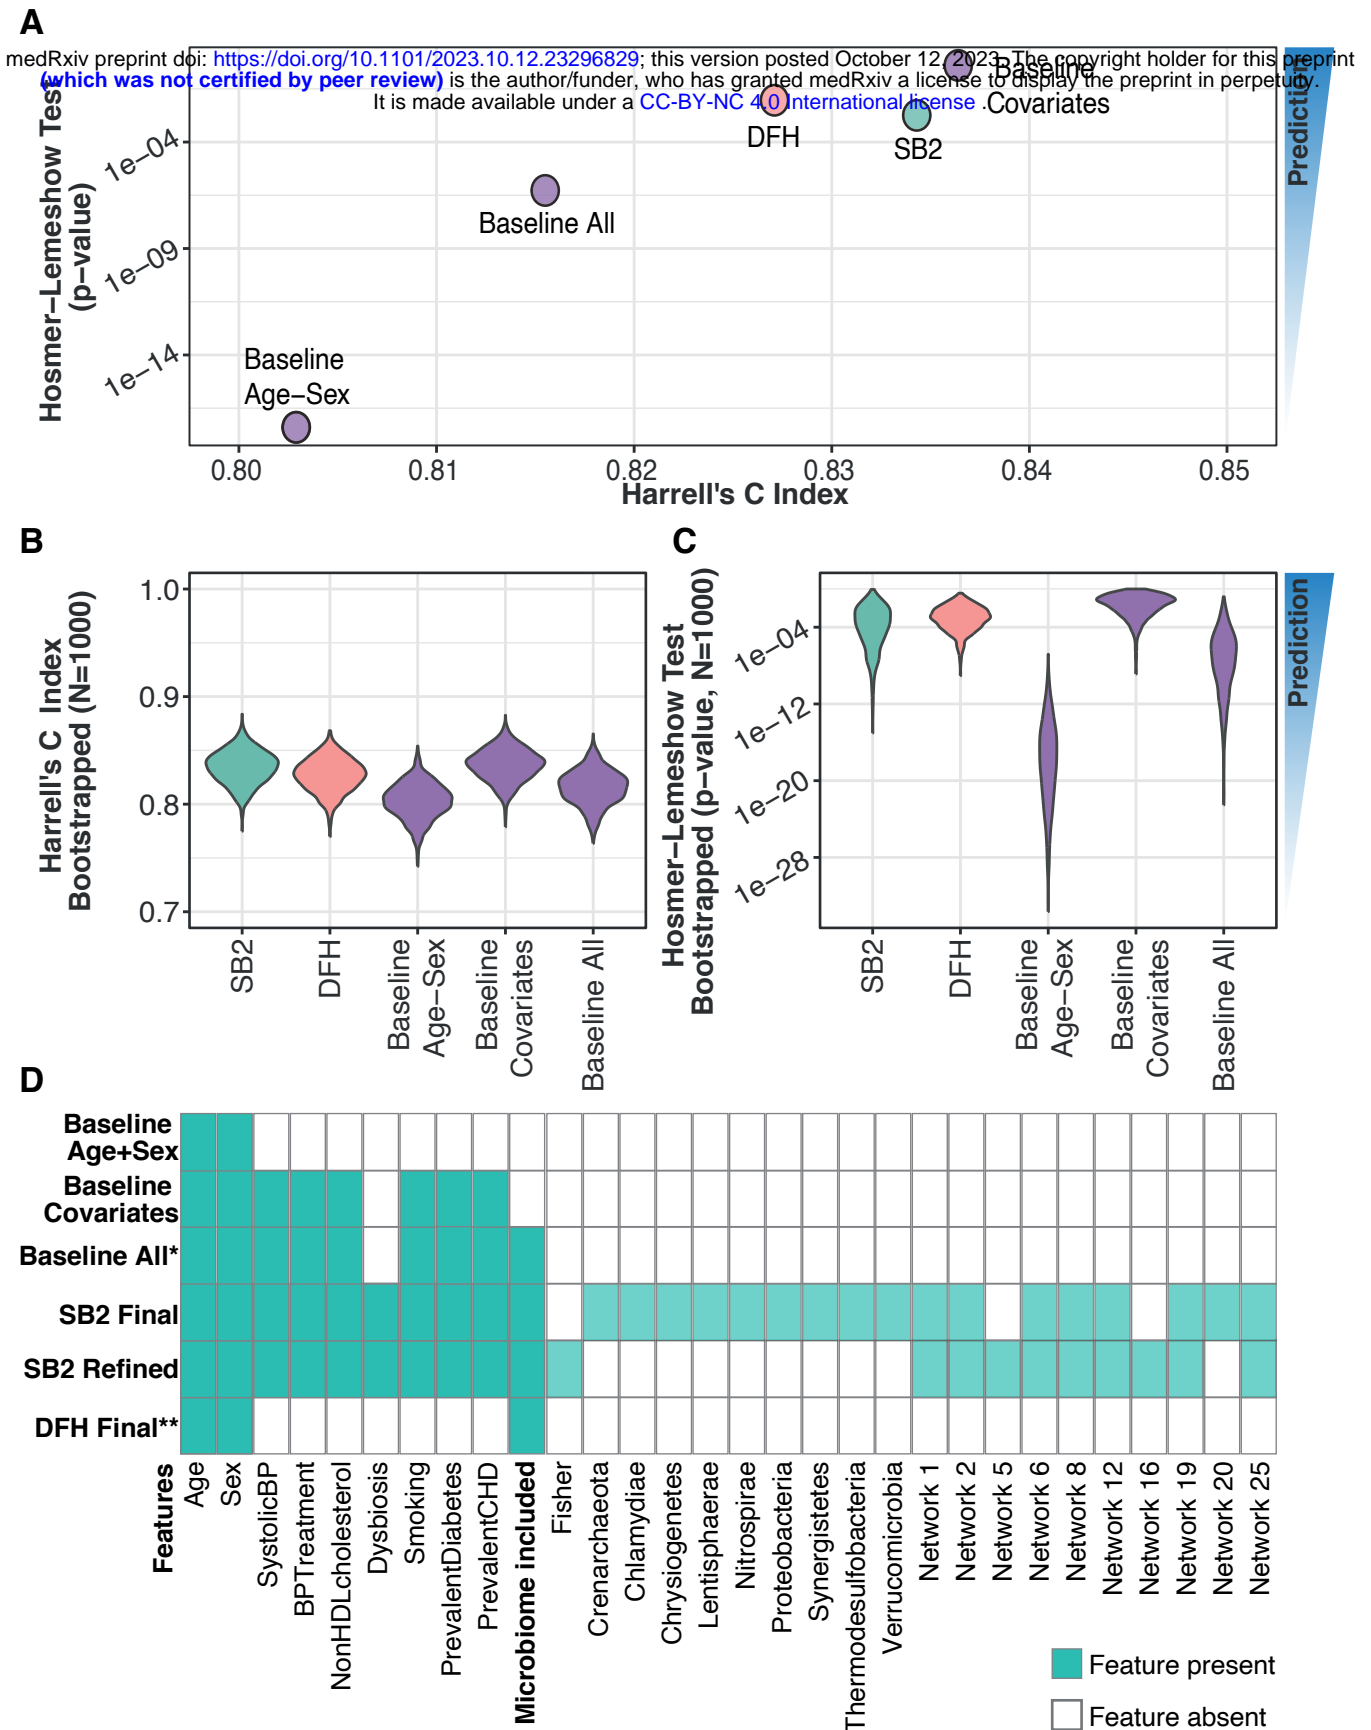 A
medRxiv preprint doi: https://doi.org/10.1101/2023.10.12.23296829; this version posted October 12, 2023. The copyright holder for this preprint
(which was not certified by peer review) is the author/funder, who has granted medRxiv a license to display the preprint in perpetuity.
It is made available under a CC-BY-NC 4.0 International license .
Hosmer−Lemeshow Test
(p−value)
1e−04
1e−09
1e−14
Baseline
Covariates
DFH
SB2
Baseline All
Baseline
Age−Sex
Prediction
0.80
0.81
0.82
0.83
0.84
0.85
Harrell's C Index
B
Harrell's C Index
Bootstrapped (N=1000)
1.0
0.9
0.8
0.7
SB2
DFH
Baseline
Age−Sex
Baseline
Covariates
Baseline All
C
Hosmer−Lemeshow Test
Bootstrapped (p−value, N=1000)
1e−04
1e−12
1e−20
1e−28
SB2
DFH
Baseline
Age−Sex
Baseline
Covariates
Baseline All
Prediction
D
Baseline
Age+Sex
Baseline
Covariates
Baseline All*
SB2 Final
SB2 Refined
DFH Final**
Features
Age
Sex
SystolicBP
BPTreatment
NonHDLcholesterol
Dysbiosis
Smoking
PrevalentDiabetes
PrevalentCHD
Microbiome included
Fisher
Crenarchaeota
Chlamydiae
Chrysiogenetes
Lentisphaerae
Nitrospirae
Proteobacteria
Synergistetes
Thermodesulfobacteria
Verrucomicrobia
Network 1
Network 2
Network 5
Network 6
Network 8
Network 12
Network 16
Network 19
Network 20
Network 25
Feature present
Feature absent